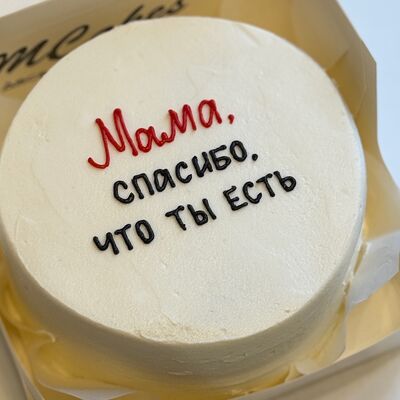 Мама,
спасибо,
что ты есть